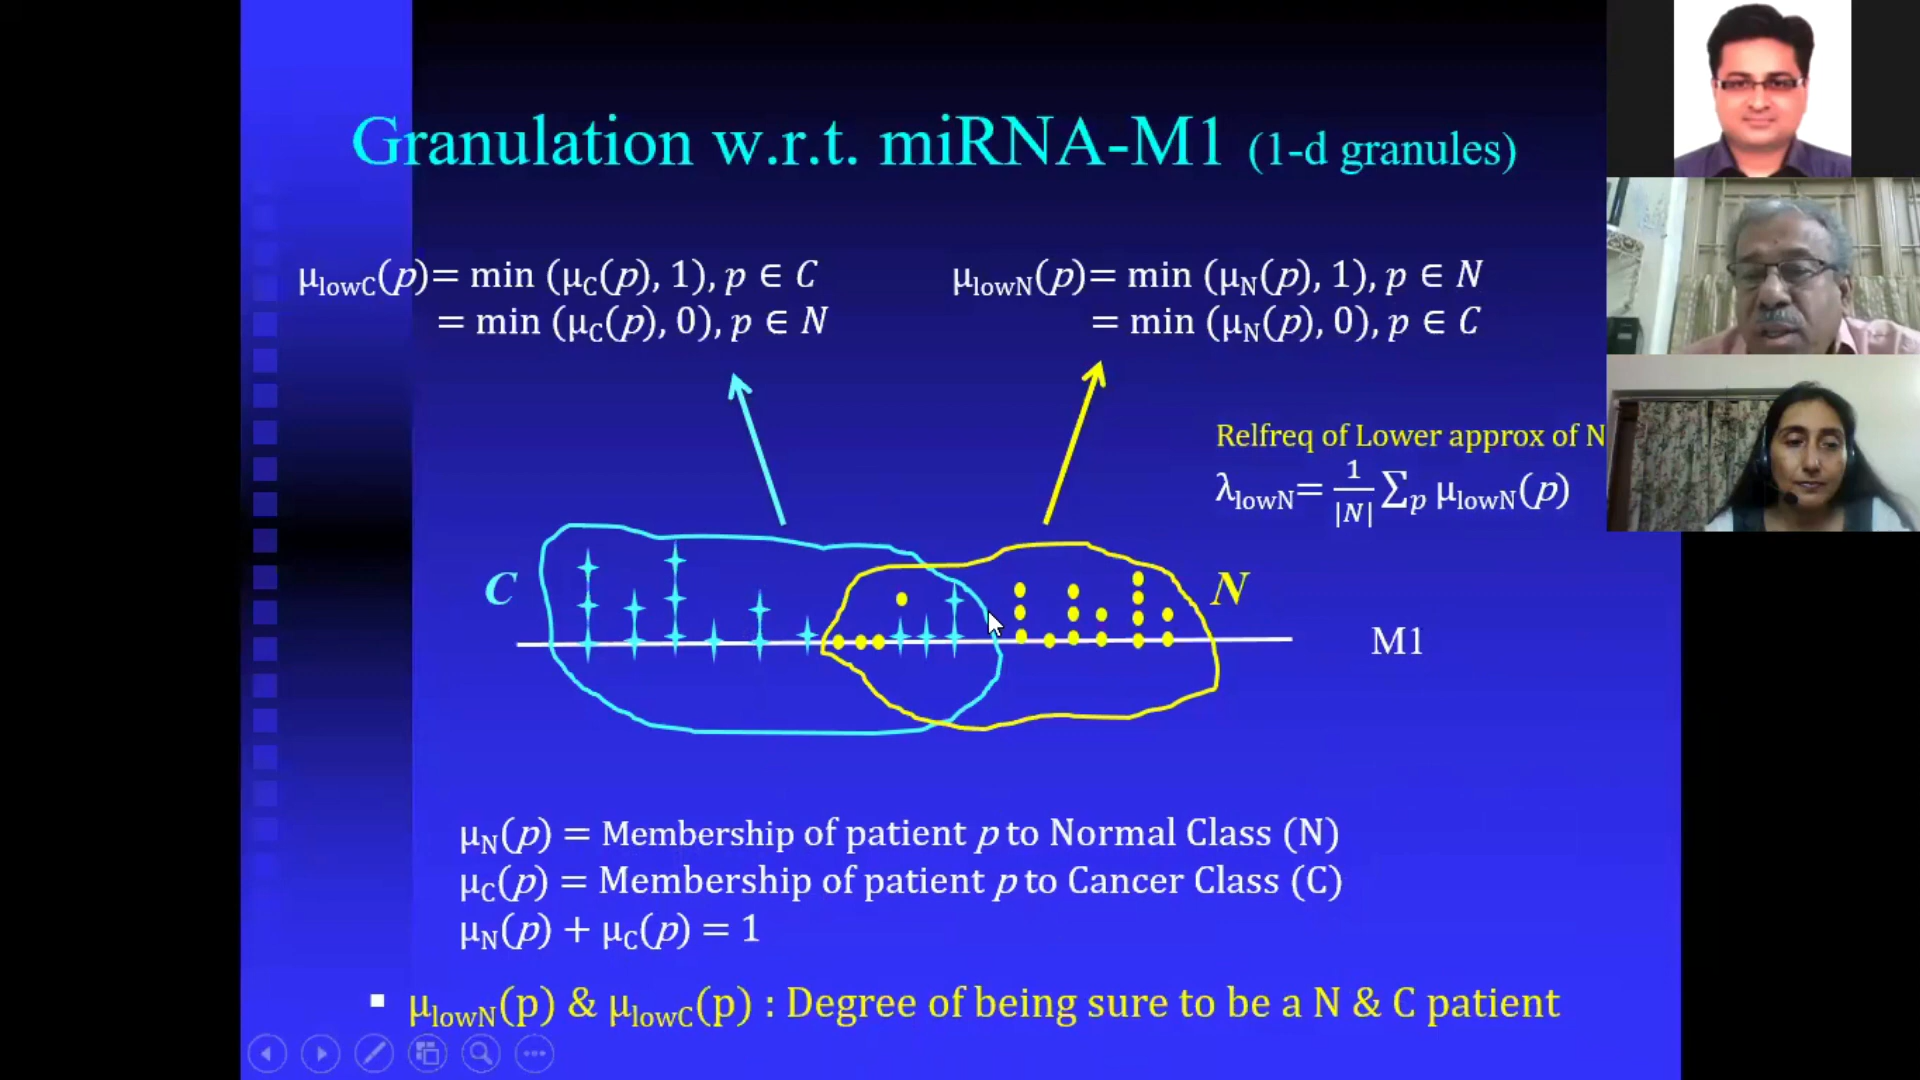 Granulation w.r.t. miRNA-M1 (1-d granules)
μlowC(p)= min (μC(p), 1), p ∈ C
= min (μC(p), 0), p ∈ N
μlowN(p)= min (μN(p), 1), p ∈ N
= min (μN(p), 0), p ∈ C
Relfreq of Lower approx of N
λlowN= 1/|N| ∑p μlowN(p)
C
N
M1
μN(p) = Membership of patient p to Normal Class (N)
μC(p) = Membership of patient p to Cancer Class (C)
μN(p) + μC(p) = 1
▪ μlowN(p) & μlowC(p) : Degree of being sure to be a N & C patient